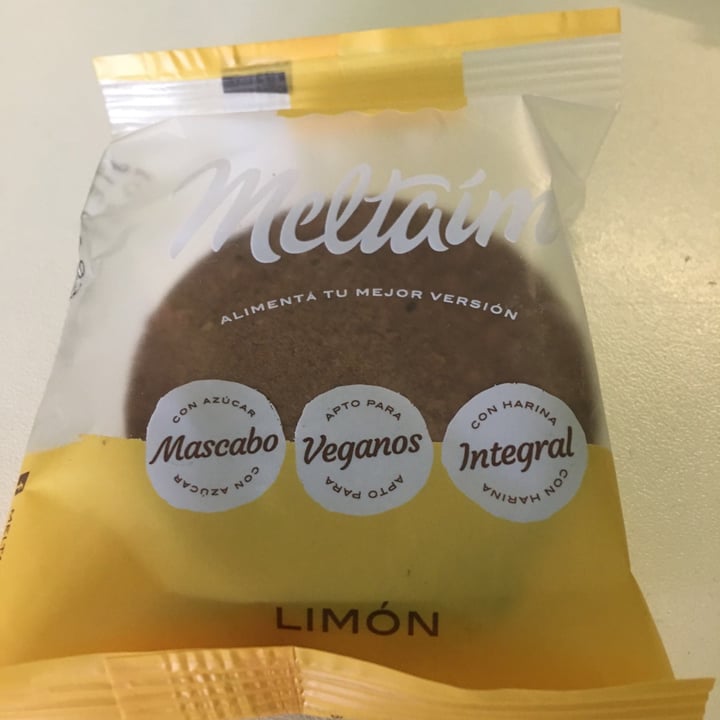 Meltaím
ALIMENTÁ TU MEJOR VERSIÓN
CON AZÚCAR
Mascabo
CON AZÚCAR
APTO PARA
Veganos
APTO PARA
CON HARINA
Integral
CON HARINA
LIMÓN